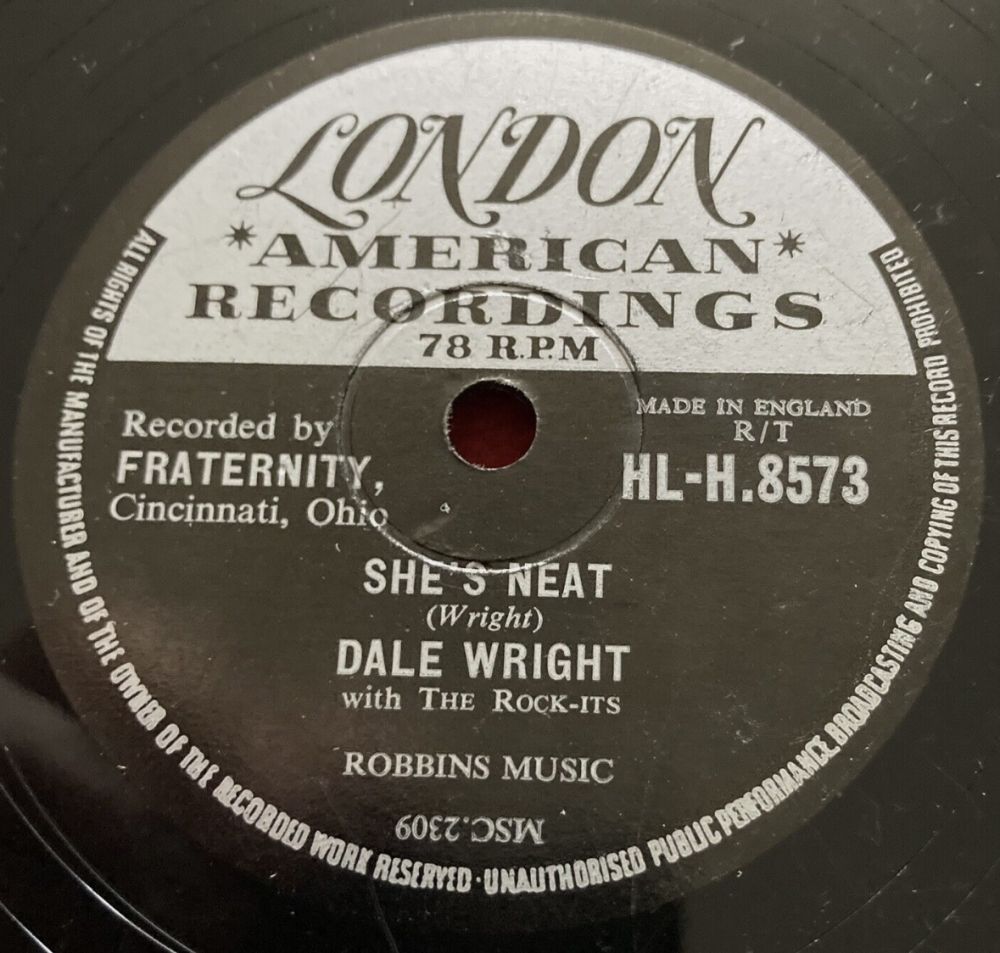 LONDON
*AMERICAN*
RECORDINGS
78 R.P.M
Recorded by
FRATERNITY,
Cincinnati, Ohio
MADE IN ENGLAND
R/T
HL-H.8573
SHE'S NEAT
(Wright)
DALE WRIGHT
with THE ROCK-ITS
ROBBINS MUSIC
MSC.2309
ALL RIGHTS OF THE MANUFACTURER AND OF THE OWNER OF THE RECORDED WORK RESERVED·UNAUTHORISED PUBLIC PERFORMANCE, BROADCASTING AND COPYING OF THIS RECORD PROHIBITED